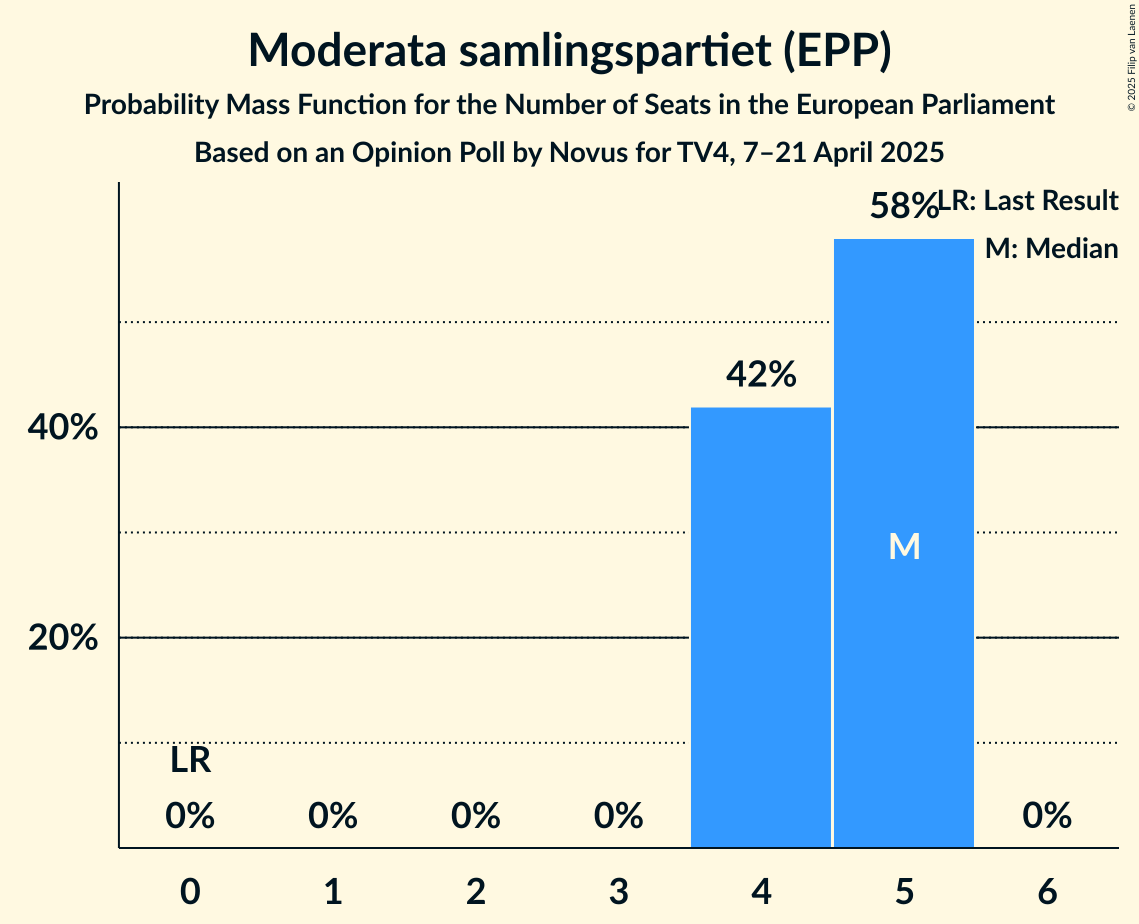 Moderata samlingspartiet (EPP)
Probability Mass Function for the Number of Seats in the European Parliament
Based on an Opinion Poll by Novus for TV4, 7–21 April 2025
© 2025 Filip van Laenen
58%
LR: Last Result
M: Median
42%
40%
M
20%
LR
0% 0% 0% 0% 0%
0 1 2 3 4 5 6